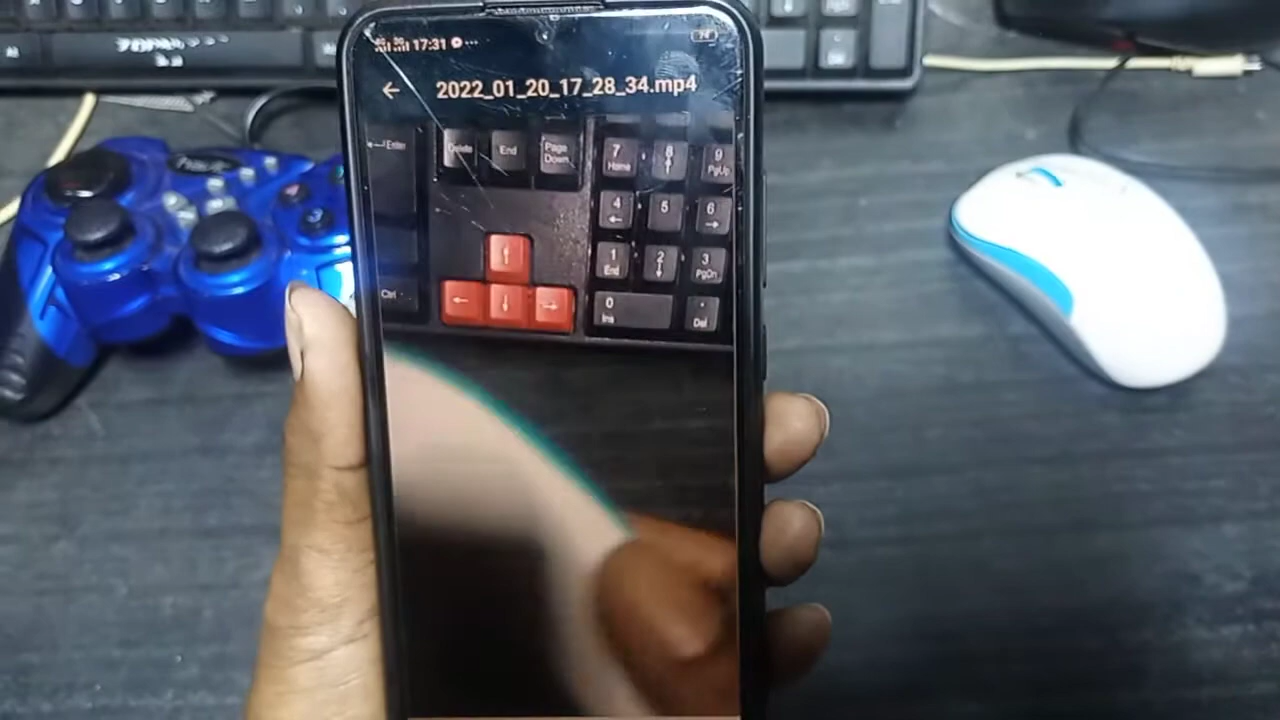 17:31
74
2022_01_20_17_28_34.mp4
Enter
Delete
End
Page
Down
7
Home
8
9
PgUp
4
←
5
6
→
1
End
2
↓
3
PgDn
↑
←
↓
→
Ctrl
0
Ins
.
Del